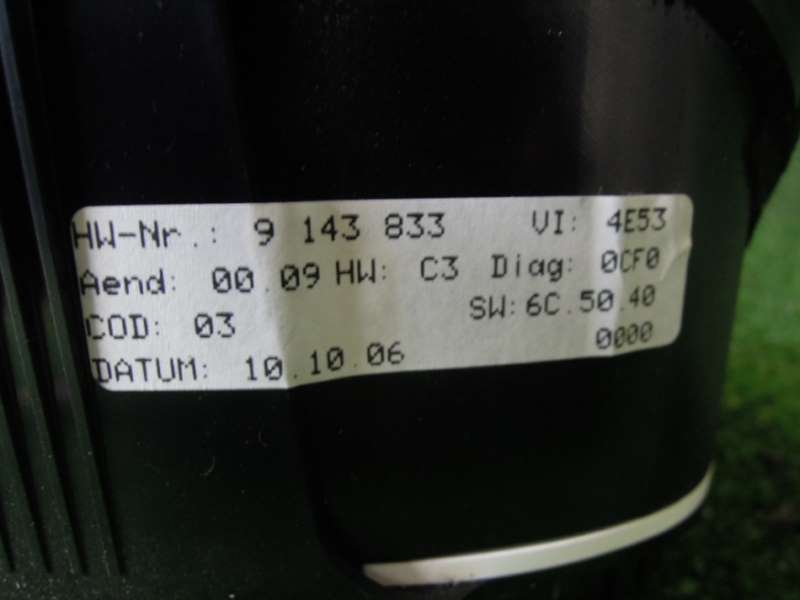 HW-Nr.: 9 143 833 VI: 4E53
Aend: 00.09 HW: C3 Diag: 0CF0
COD: 03 SW:6C.50.40
DATUM: 10.10.06 0000